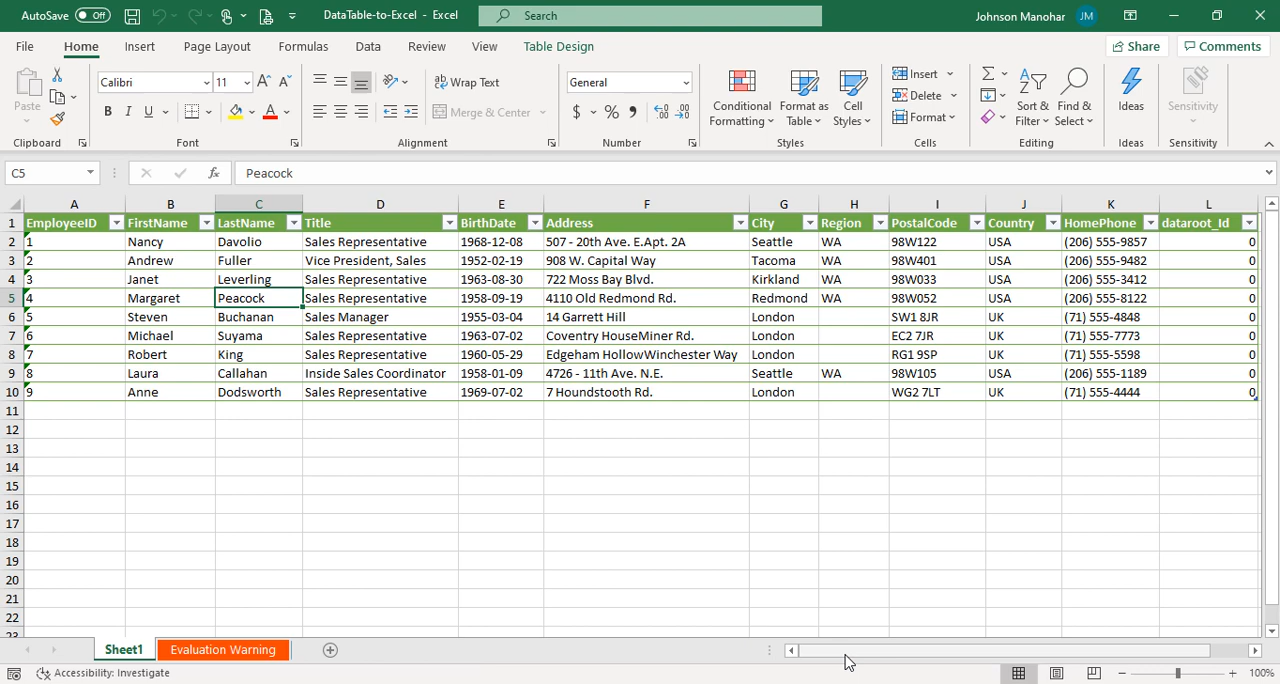 AutoSave Off DataTable-to-Excel - Excel Search Johnson Manohar JM
File Home Insert Page Layout Formulas Data Review View Table Design Share Comments
Paste Calibri 11 Wrap Text General Conditional Formatting Format as Table Cell Styles Insert Sort & Filter Find & Select Ideas Sensitivity
B I U Merge & Center $ % Delete
Format
Clipboard Font Alignment Number Styles Cells Editing Ideas Sensitivity
C5 fx Peacock
A B C D E F G H I J K L
1 EmployeeID FirstName LastName Title BirthDate Address City Region PostalCode Country HomePhone dataroot_Id
2 1 Nancy Davolio Sales Representative 1968-12-08 507 - 20th Ave. E.Apt. 2A Seattle WA 98W122 USA (206) 555-9857 0
3 2 Andrew Fuller Vice President, Sales 1952-02-19 908 W. Capital Way Tacoma WA 98W401 USA (206) 555-9482 0
4 3 Janet Leverling Sales Representative 1963-08-30 722 Moss Bay Blvd. Kirkland WA 98W033 USA (206) 555-3412 0
5 4 Margaret Peacock Sales Representative 1958-09-19 4110 Old Redmond Rd. Redmond WA 98W052 USA (206) 555-8122 0
6 5 Steven Buchanan Sales Manager 1955-03-04 14 Garrett Hill London SW1 8JR UK (71) 555-4848 0
7 6 Michael Suyama Sales Representative 1963-07-02 Coventry HouseMiner Rd. London EC2 7JR UK (71) 555-7773 0
8 7 Robert King Sales Representative 1960-05-29 Edgeham HollowWinchester Way London RG1 9SP UK (71) 555-5598 0
9 8 Laura Callahan Inside Sales Coordinator 1958-01-09 4726 - 11th Ave. N.E. Seattle WA 98W105 USA (206) 555-1189 0
10 9 Anne Dodsworth Sales Representative 1969-07-02 7 Houndstooth Rd. London WG2 7LT UK (71) 555-4444 0
11
12
13
14
15
16
17
18
19
20
21
22
23
Sheet1 Evaluation Warning
Accessibility: Investigate 100%